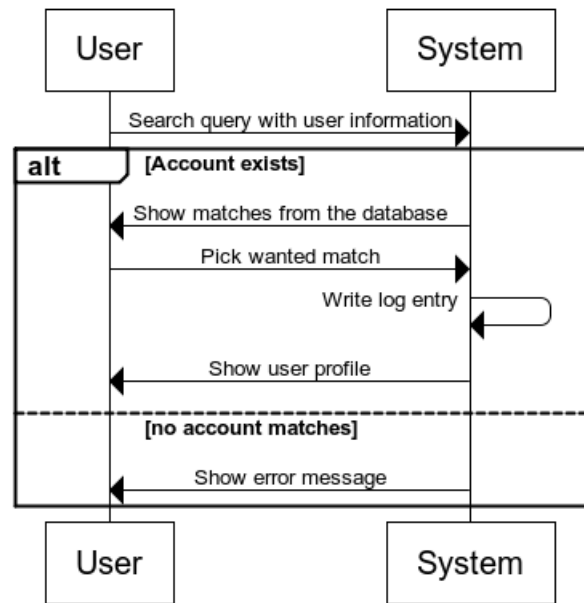 User
System
Search query with user information
alt
[Account exists]
Show matches from the database
Pick wanted match
Write log entry
Show user profile
[no account matches]
Show error message
User
System